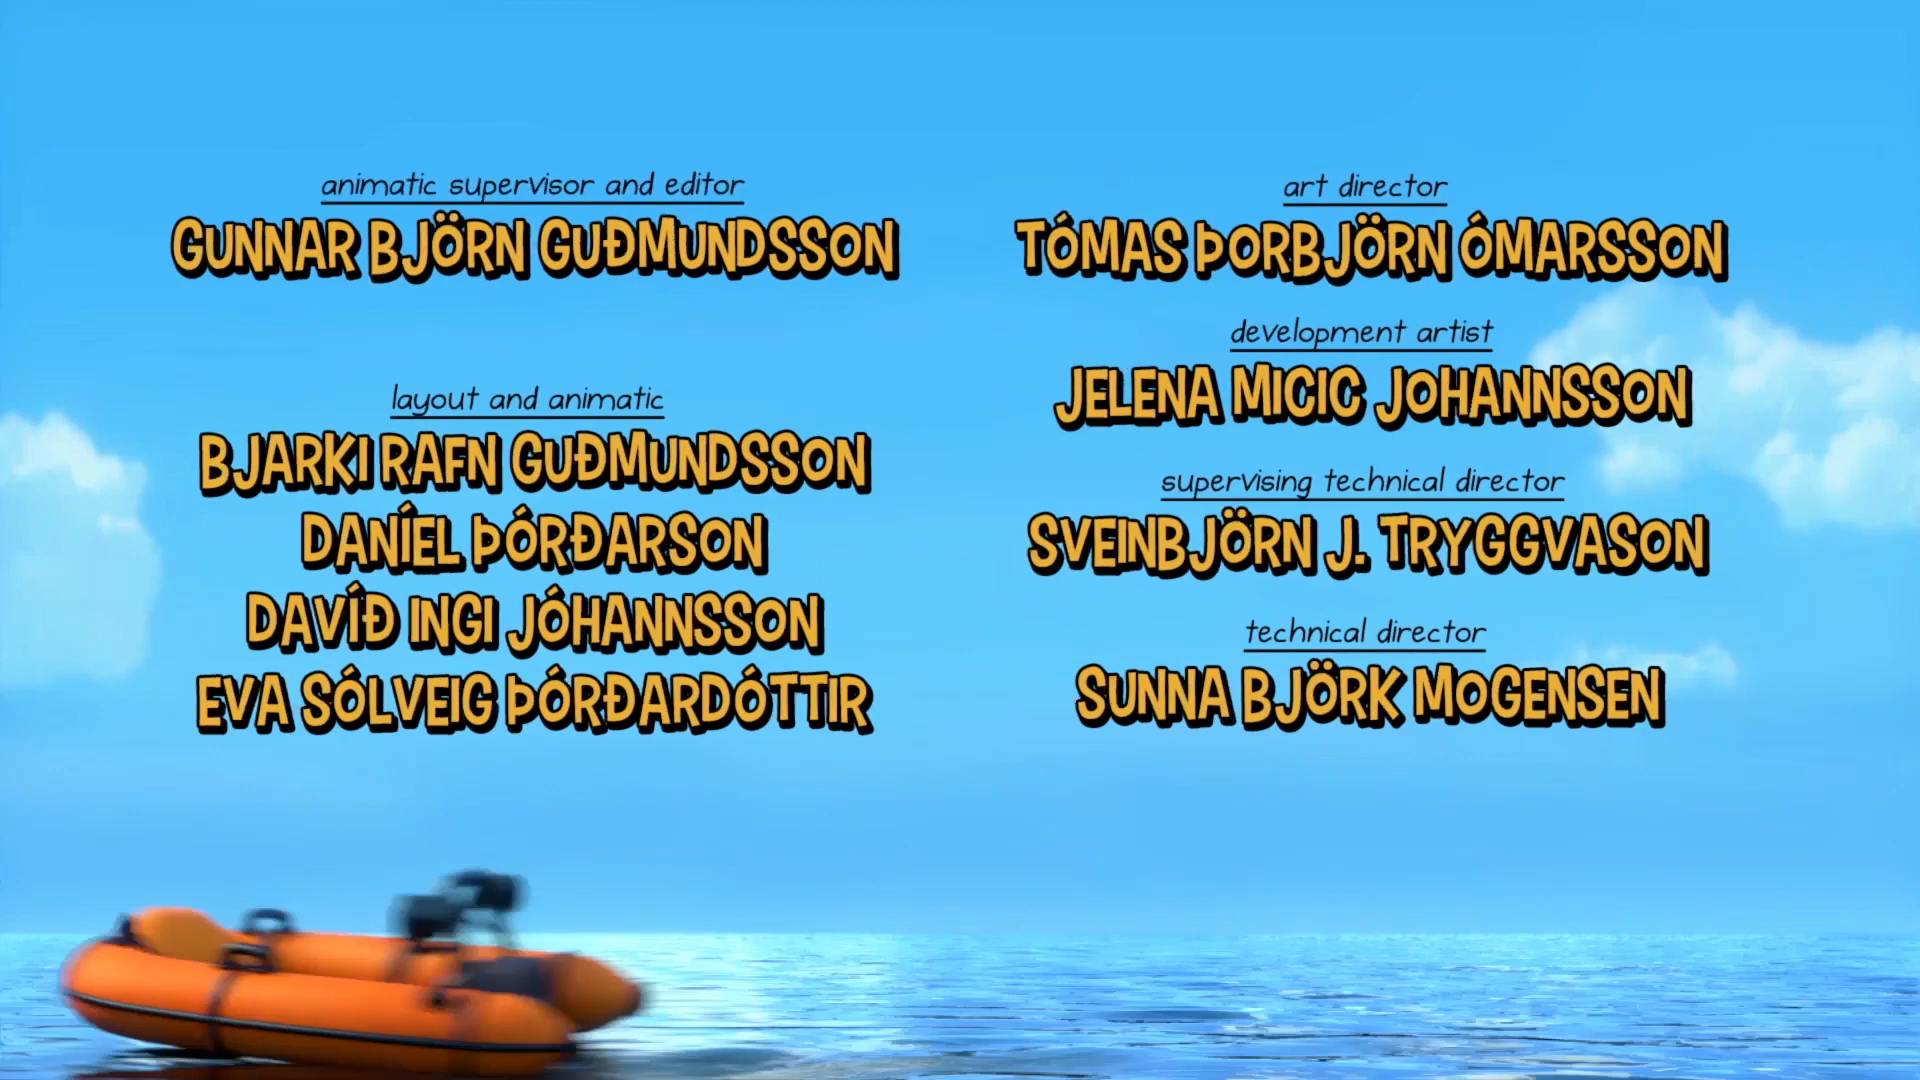 animatic supervisor and editor
GUNNAR BJÖRN GUÐMUNDSSON
layout and animatic
BJARKI RAFN GUÐMUNDSSON
DANÍEL ÞÓRÐARSON
DAVÍÐ INGI JÓHANNSSON
EVA SÓLVEIG ÞÓRÐARDÓTTIR
art director
TÓMAS ÞORBJÖRN ÓMARSSON
development artist
JELENA MICIC JOHANNSSON
supervising technical director
SVEINBJÖRN J. TRYGGVASON
technical director
SUNNA BJÖRK MOGENSEN